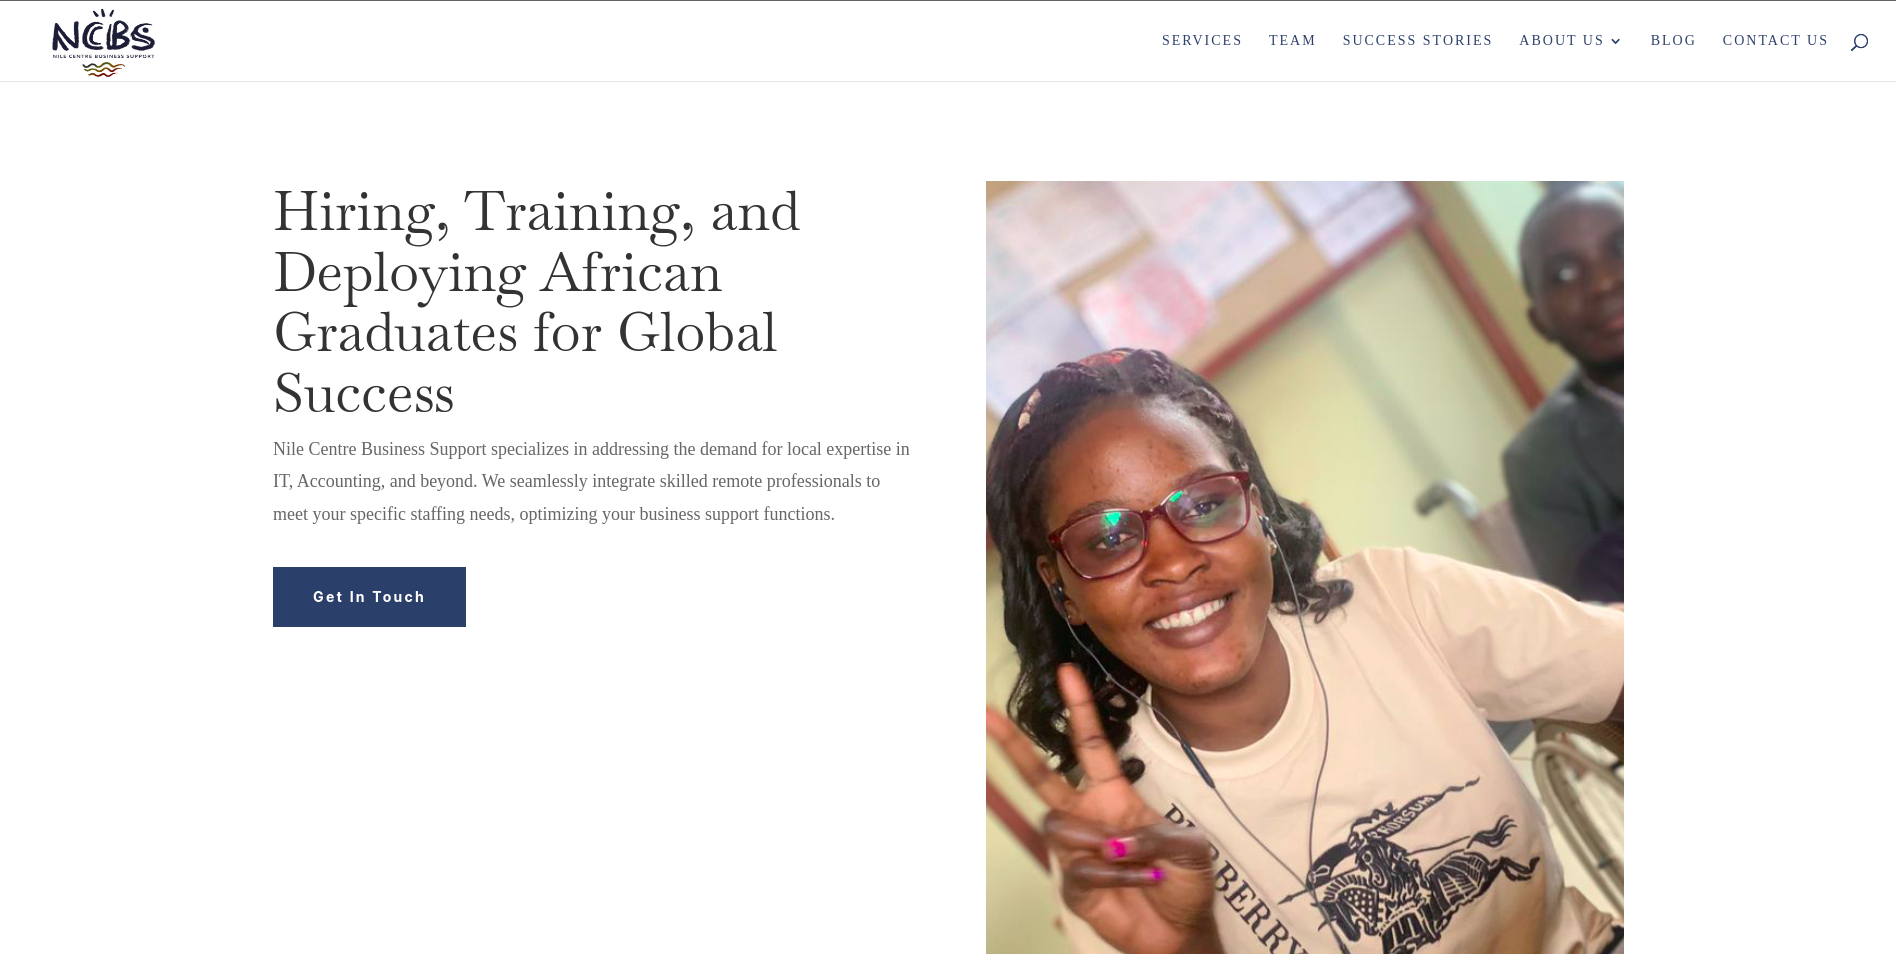 NCBS
NILE CENTRE BUSINESS SUPPORT
SERVICES
TEAM
SUCCESS STORIES
ABOUT US
BLOG
CONTACT US
Hiring, Training, and
Deploying African
Graduates for Global
Success
Nile Centre Business Support specializes in addressing the demand for local expertise in
IT, Accounting, and beyond. We seamlessly integrate skilled remote professionals to
meet your specific staffing needs, optimizing your business support functions.
Get In Touch
PRORSUM